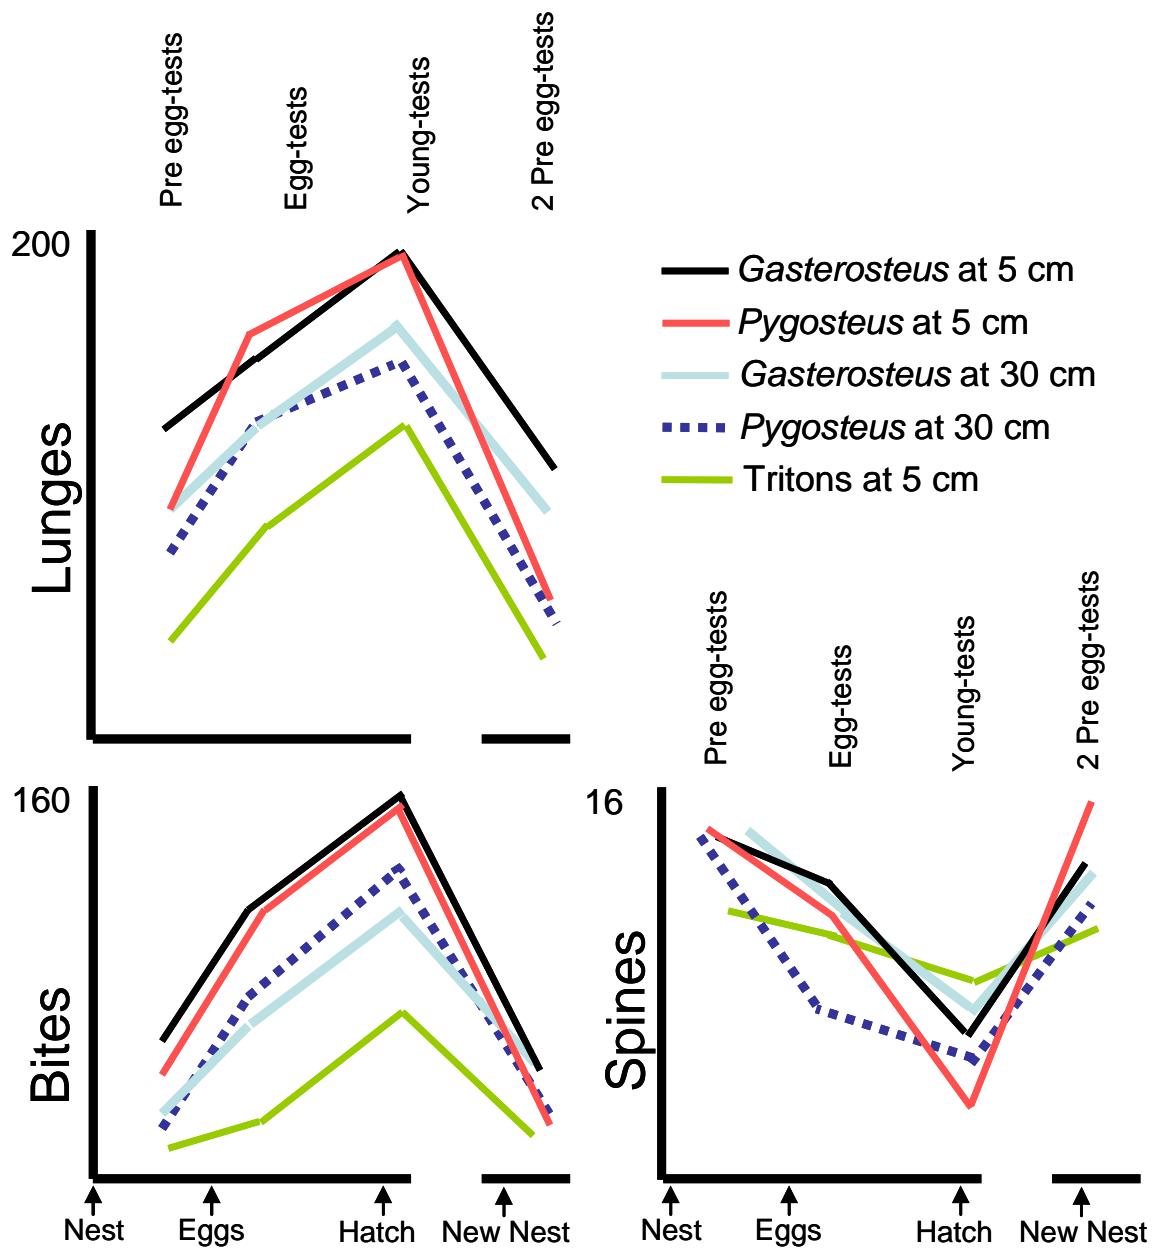 Pre egg-tests
Egg-tests
Young-tests
2 Pre egg-tests
200
Lunges
Gasterosteus at 5 cm
Pygosteus at 5 cm
Gasterosteus at 30 cm
Pygosteus at 30 cm
Tritons at 5 cm
Pre egg-tests
Egg-tests
Young-tests
2 Pre egg-tests
160
Bites
Nest
Eggs
Hatch
New Nest
16
Spines
Nest
Eggs
Hatch
New Nest